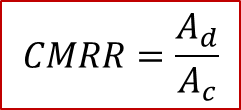 CMRR = A_d / A_c